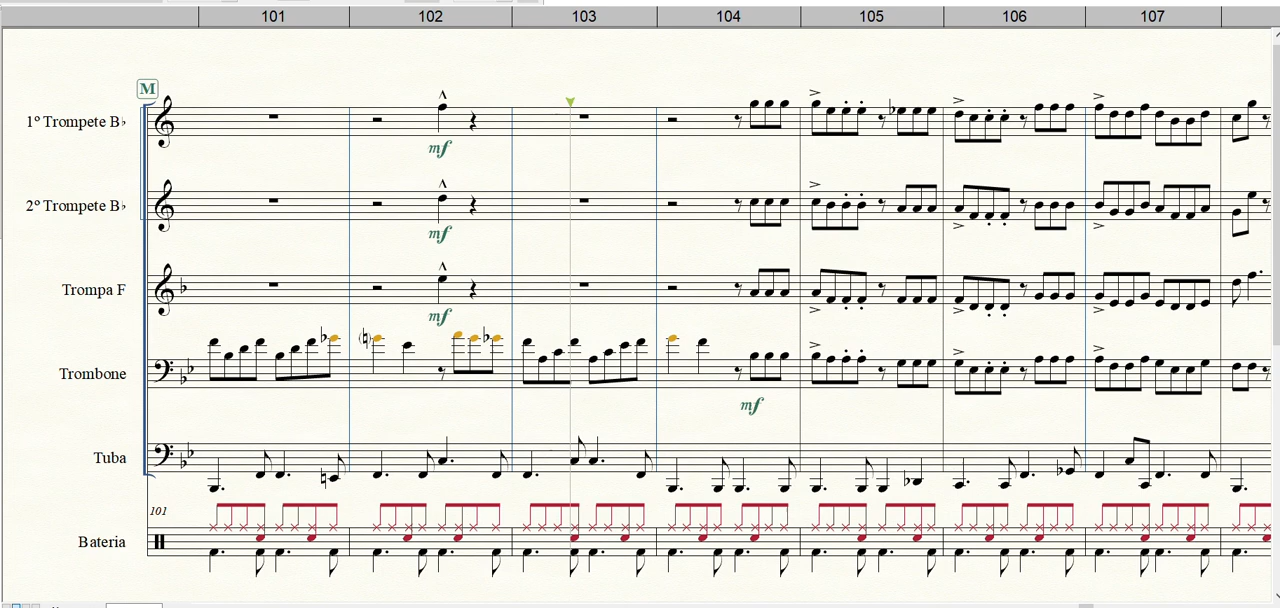 101 102 103 104 105 106 107
M
1º Trompete B♭
mf
2º Trompete B♭
mf
Trompa F
mf
Trombone
mf
Tuba
101
Bateria